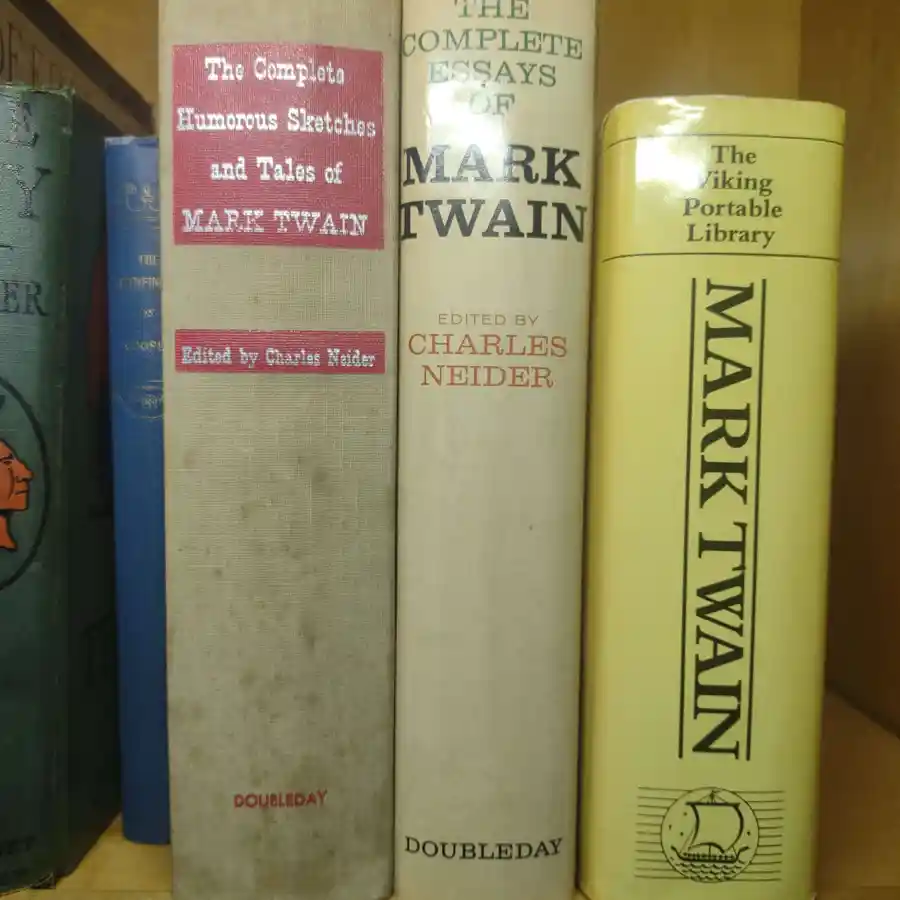 ER
The Complete
Humorous Sketches
and Tales of
MARK TWAIN
Edited by Charles Neider
DOUBLEDAY
THE
COMPLETE
ESSAYS
OF
MARK
TWAIN
EDITED BY
CHARLES
NEIDER
DOUBLEDAY
The
Viking
Portable
Library
MARK TWAIN